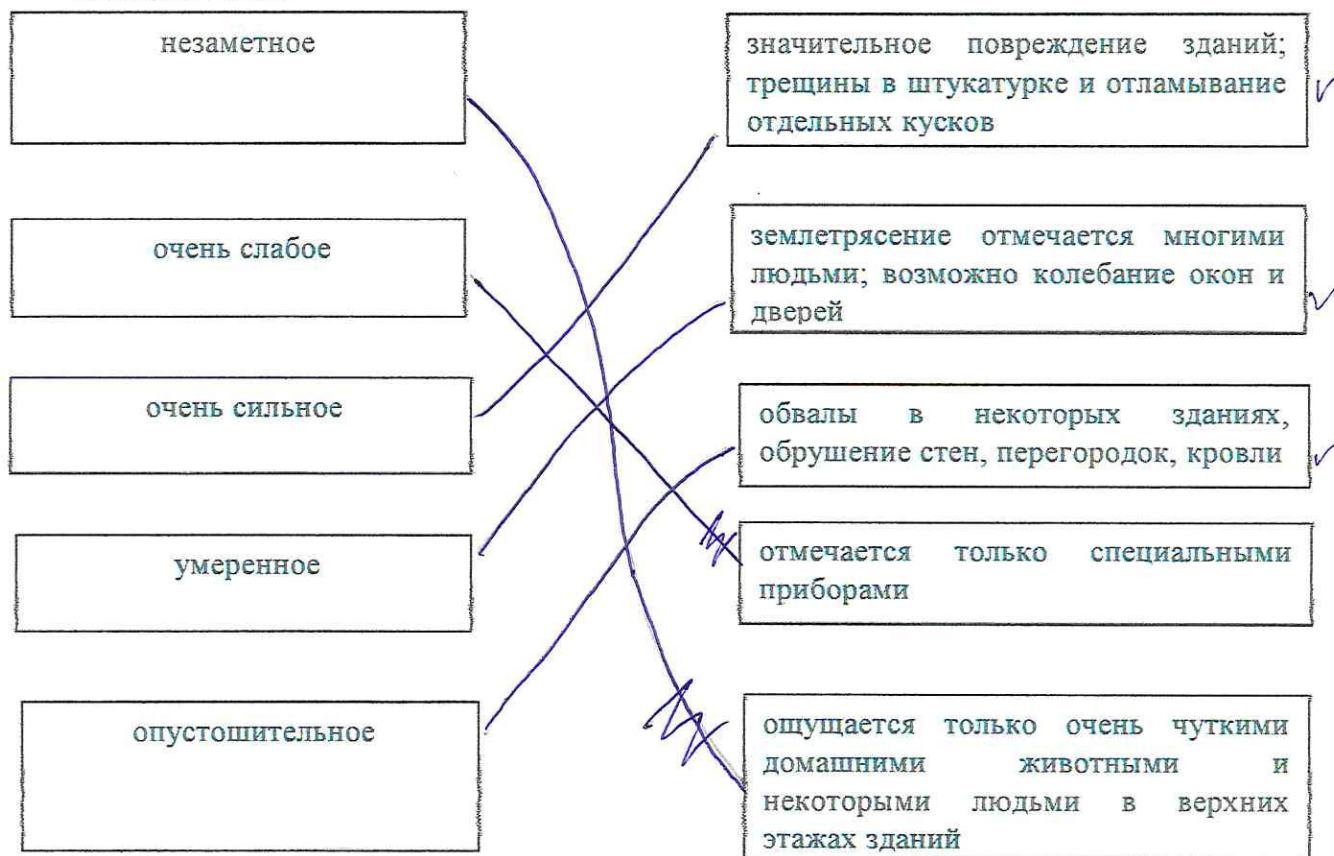 незаметное
значительное повреждение зданий;
трещины в штукатурке и отламывание
отдельных кусков
очень слабое
землетрясение отмечается многими
людьми; возможно колебание окон и
дверей
очень сильное
обвалы в некоторых зданиях,
обрушение стен, перегородок, кровли
умеренное
отмечается только специальными
приборами
опустошительное
ощущается только очень чуткими
домашними животными и
некоторыми людьми в верхних
этажах зданий